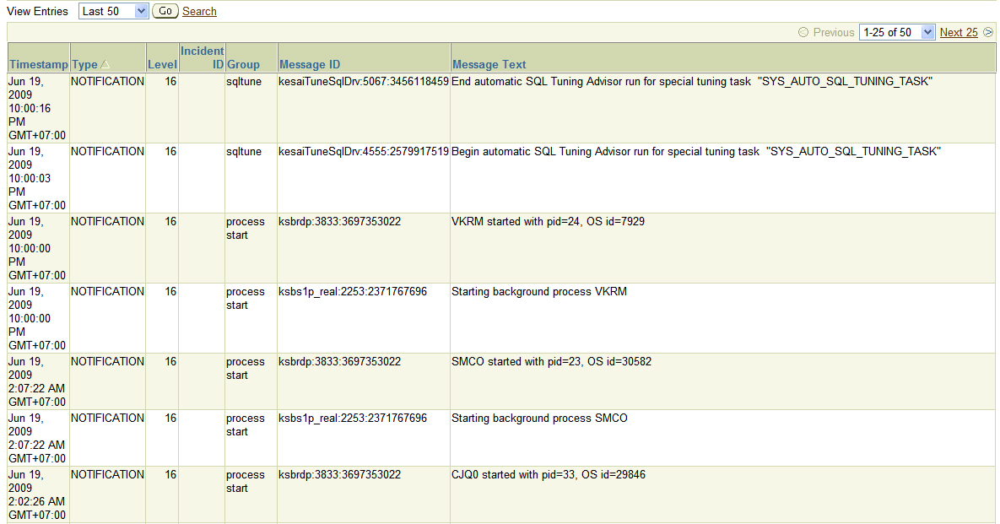 View Entries Last 50 Go Search
Previous 1-25 of 50 Next 25
Timestamp Type Level Incident ID Group Message ID Message Text
Jun 19, 2009 10:00:16 PM GMT+07:00 NOTIFICATION 16 sqltune kesaiTuneSqlDrv:5067:3456118459 End automatic SQL Tuning Advisor run for special tuning task "SYS_AUTO_SQL_TUNING_TASK"
Jun 19, 2009 10:00:03 PM GMT+07:00 NOTIFICATION 16 sqltune kesaiTuneSqlDrv:4555:2579917519 Begin automatic SQL Tuning Advisor run for special tuning task "SYS_AUTO_SQL_TUNING_TASK"
Jun 19, 2009 10:00:00 PM GMT+07:00 NOTIFICATION 16 process start ksbrdp:3833:3697353022 VKRM started with pid=24, OS id=7929
Jun 19, 2009 10:00:00 PM GMT+07:00 NOTIFICATION 16 process start ksbs1p_real:2253:2371767696 Starting background process VKRM
Jun 19, 2009 2:07:22 AM GMT+07:00 NOTIFICATION 16 process start ksbrdp:3833:3697353022 SMCO started with pid=23, OS id=30582
Jun 19, 2009 2:07:22 AM GMT+07:00 NOTIFICATION 16 process start ksbs1p_real:2253:2371767696 Starting background process SMCO
Jun 19, 2009 2:02:26 AM GMT+07:00 NOTIFICATION 16 process start ksbrdp:3833:3697353022 CJQ0 started with pid=33, OS id=29846